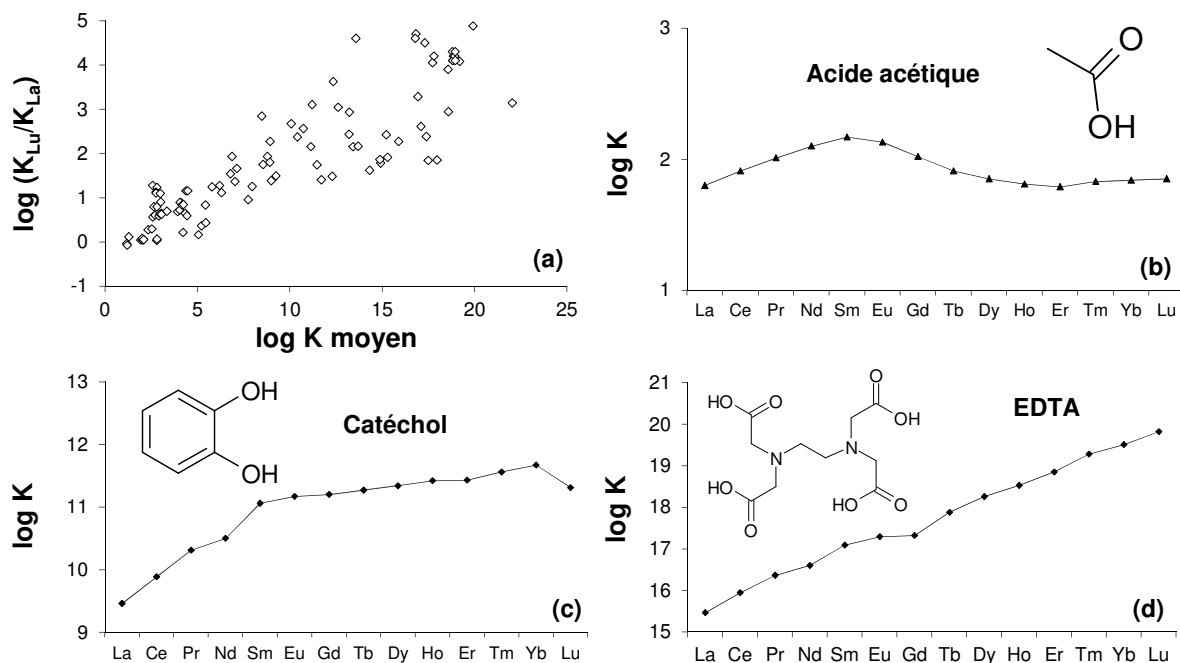 5
4
3
2
1
0
-1
log (K_Lu/K_La)
0 5 10 15 20 25
log K moyen
(a)
3
2
1
log K
Acide acétique
O
OH
(b)
La Ce Pr Nd Sm Eu Gd Tb Dy Ho Er Tm Yb Lu
13
12
11
10
9
log K
OH
OH
Catéchol
(c)
La Ce Pr Nd Sm Eu Gd Tb Dy Ho Er Tm Yb Lu
21
20
19
18
17
16
15
log K
EDTA
O
HO
O
O
OH
N
N
HO
O
HO
O
(d)
La Ce Pr Nd Sm Eu Gd Tb Dy Ho Er Tm Yb Lu